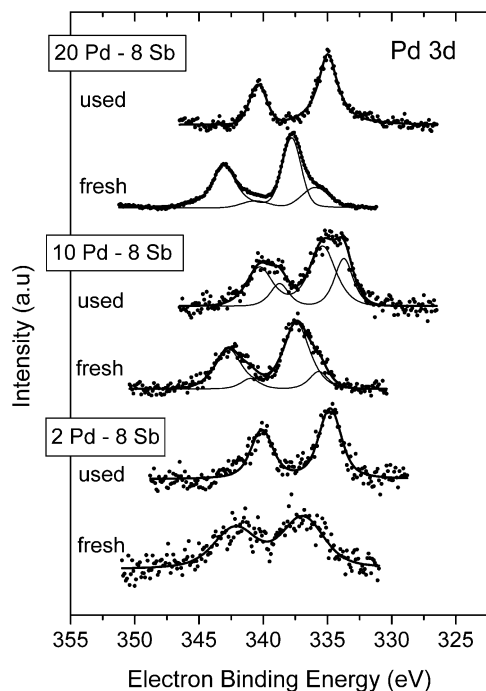 20 Pd - 8 Sb
Pd 3d
used
fresh
10 Pd - 8 Sb
used
fresh
2 Pd - 8 Sb
used
fresh
Intensity (a.u)
355 350 345 340 335 330 325
Electron Binding Energy (eV)